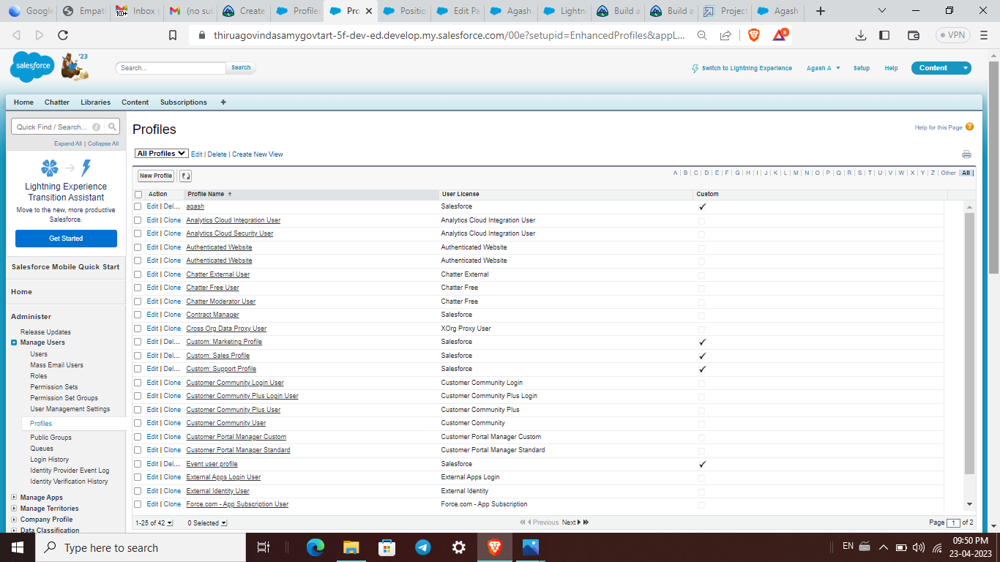 Google
Empath
100+ Inbox (
(no sub
Create
Profiles
Pro
Positio
Edit Pa
Agash
Lightni
Build a
Build a
Project
Agash
thiruagovindasamygovtart-5f-dev-ed.develop.my.salesforce.com/00e?setupid=EnhancedProfiles&appL...
8
VPN
salesforce
'23
Search...
Search
Switch to Lightning Experience
Agash A
Setup
Help
Content
Home Chatter Libraries Content Subscriptions +
Quick Find / Search... i
Expand All | Collapse All
Lightning Experience
Transition Assistant
Move to the new, more productive
Salesforce.
Get Started
Salesforce Mobile Quick Start
Home
Administer
Release Updates
Manage Users
Users
Mass Email Users
Roles
Permission Sets
Permission Set Groups
User Management Settings
Profiles
Public Groups
Queues
Login History
Identity Provider Event Log
Identity Verification History
Manage Apps
Manage Territories
Company Profile
Data Classification
Profiles
Help for this Page ?
All Profiles Edit | Delete | Create New View
New Profile
A | B | C | D | E | F | G | H | I | J | K | L | M | N | O | P | Q | R | S | T | U | V | W | X | Y | Z | Other | All
Action Profile Name User License Custom
Edit | Del... agash Salesforce
Edit | Clone Analytics Cloud Integration User Analytics Cloud Integration User
Edit | Clone Analytics Cloud Security User Analytics Cloud Integration User
Edit | Clone Authenticated Website Authenticated Website
Edit | Clone Authenticated Website Authenticated Website
Edit | Clone Chatter External User Chatter External
Edit | Clone Chatter Free User Chatter Free
Edit | Clone Chatter Moderator User Chatter Free
Edit | Clone Contract Manager Salesforce
Edit | Clone Cross Org Data Proxy User XOrg Proxy User
Edit | Del... Custom: Marketing Profile Salesforce
Edit | Del... Custom: Sales Profile Salesforce
Edit | Del... Custom: Support Profile Salesforce
Edit | Clone Customer Community Login User Customer Community Login
Edit | Clone Customer Community Plus Login User Customer Community Plus Login
Edit | Clone Customer Community Plus User Customer Community Plus
Edit | Clone Customer Community User Customer Community
Edit | Clone Customer Portal Manager Custom Customer Portal Manager Custom
Edit | Clone Customer Portal Manager Standard Customer Portal Manager Standard
Edit | Del... Event user profile Salesforce
Edit | Clone External Apps Login User External Apps Login
Edit | Clone External Identity User External Identity
Edit | Clone Force.com - App Subscription User Force.com - App Subscription
1-25 of 42 0 Selected Previous Next Page 1 of 2
Type here to search
EN
09:50 PM
23-04-2023